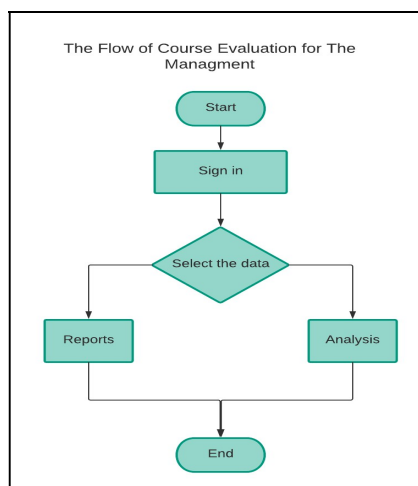 The Flow of Course Evaluation for The
Managment
Start
Sign in
Select the data
Reports
Analysis
End